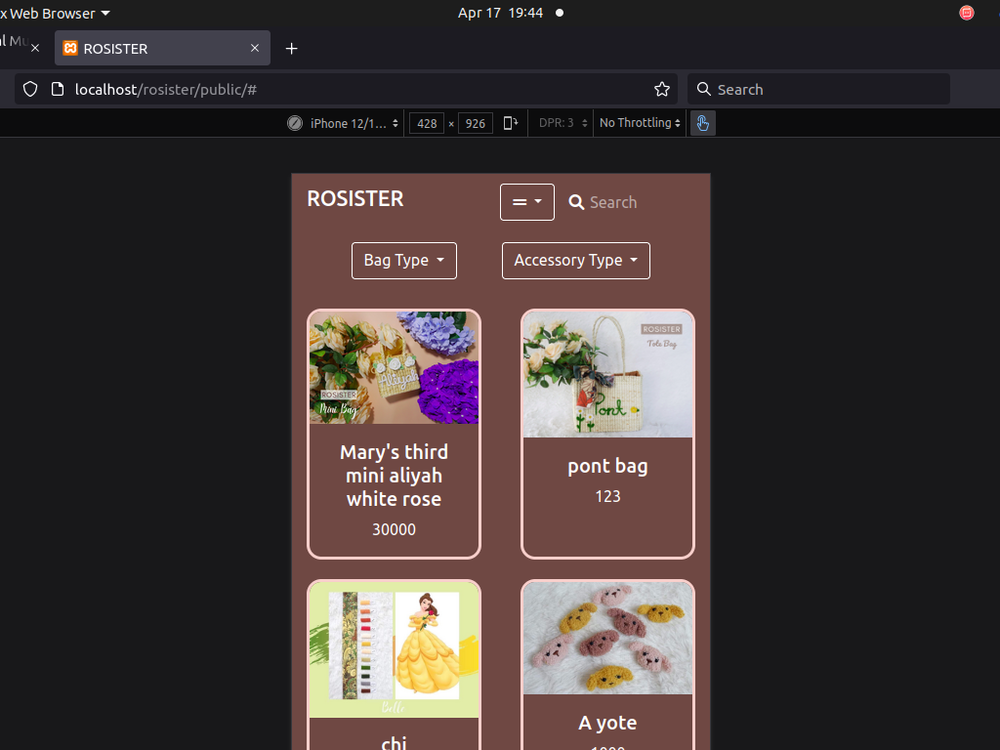 x Web Browser
Apr 17 19:44
ROSISTER
localhost/rosister/public/#
Search
iPhone 12/1...
428 × 926
DPR: 3
No Throttling
ROSISTER
Search
Bag Type
Accessory Type
Aliyah
ROSISTER
Mini Bag
ROSISTER
Tote Bag
Pont
Mary's third
mini aliyah
white rose
30000
pont bag
123
Belle
chi
A yote